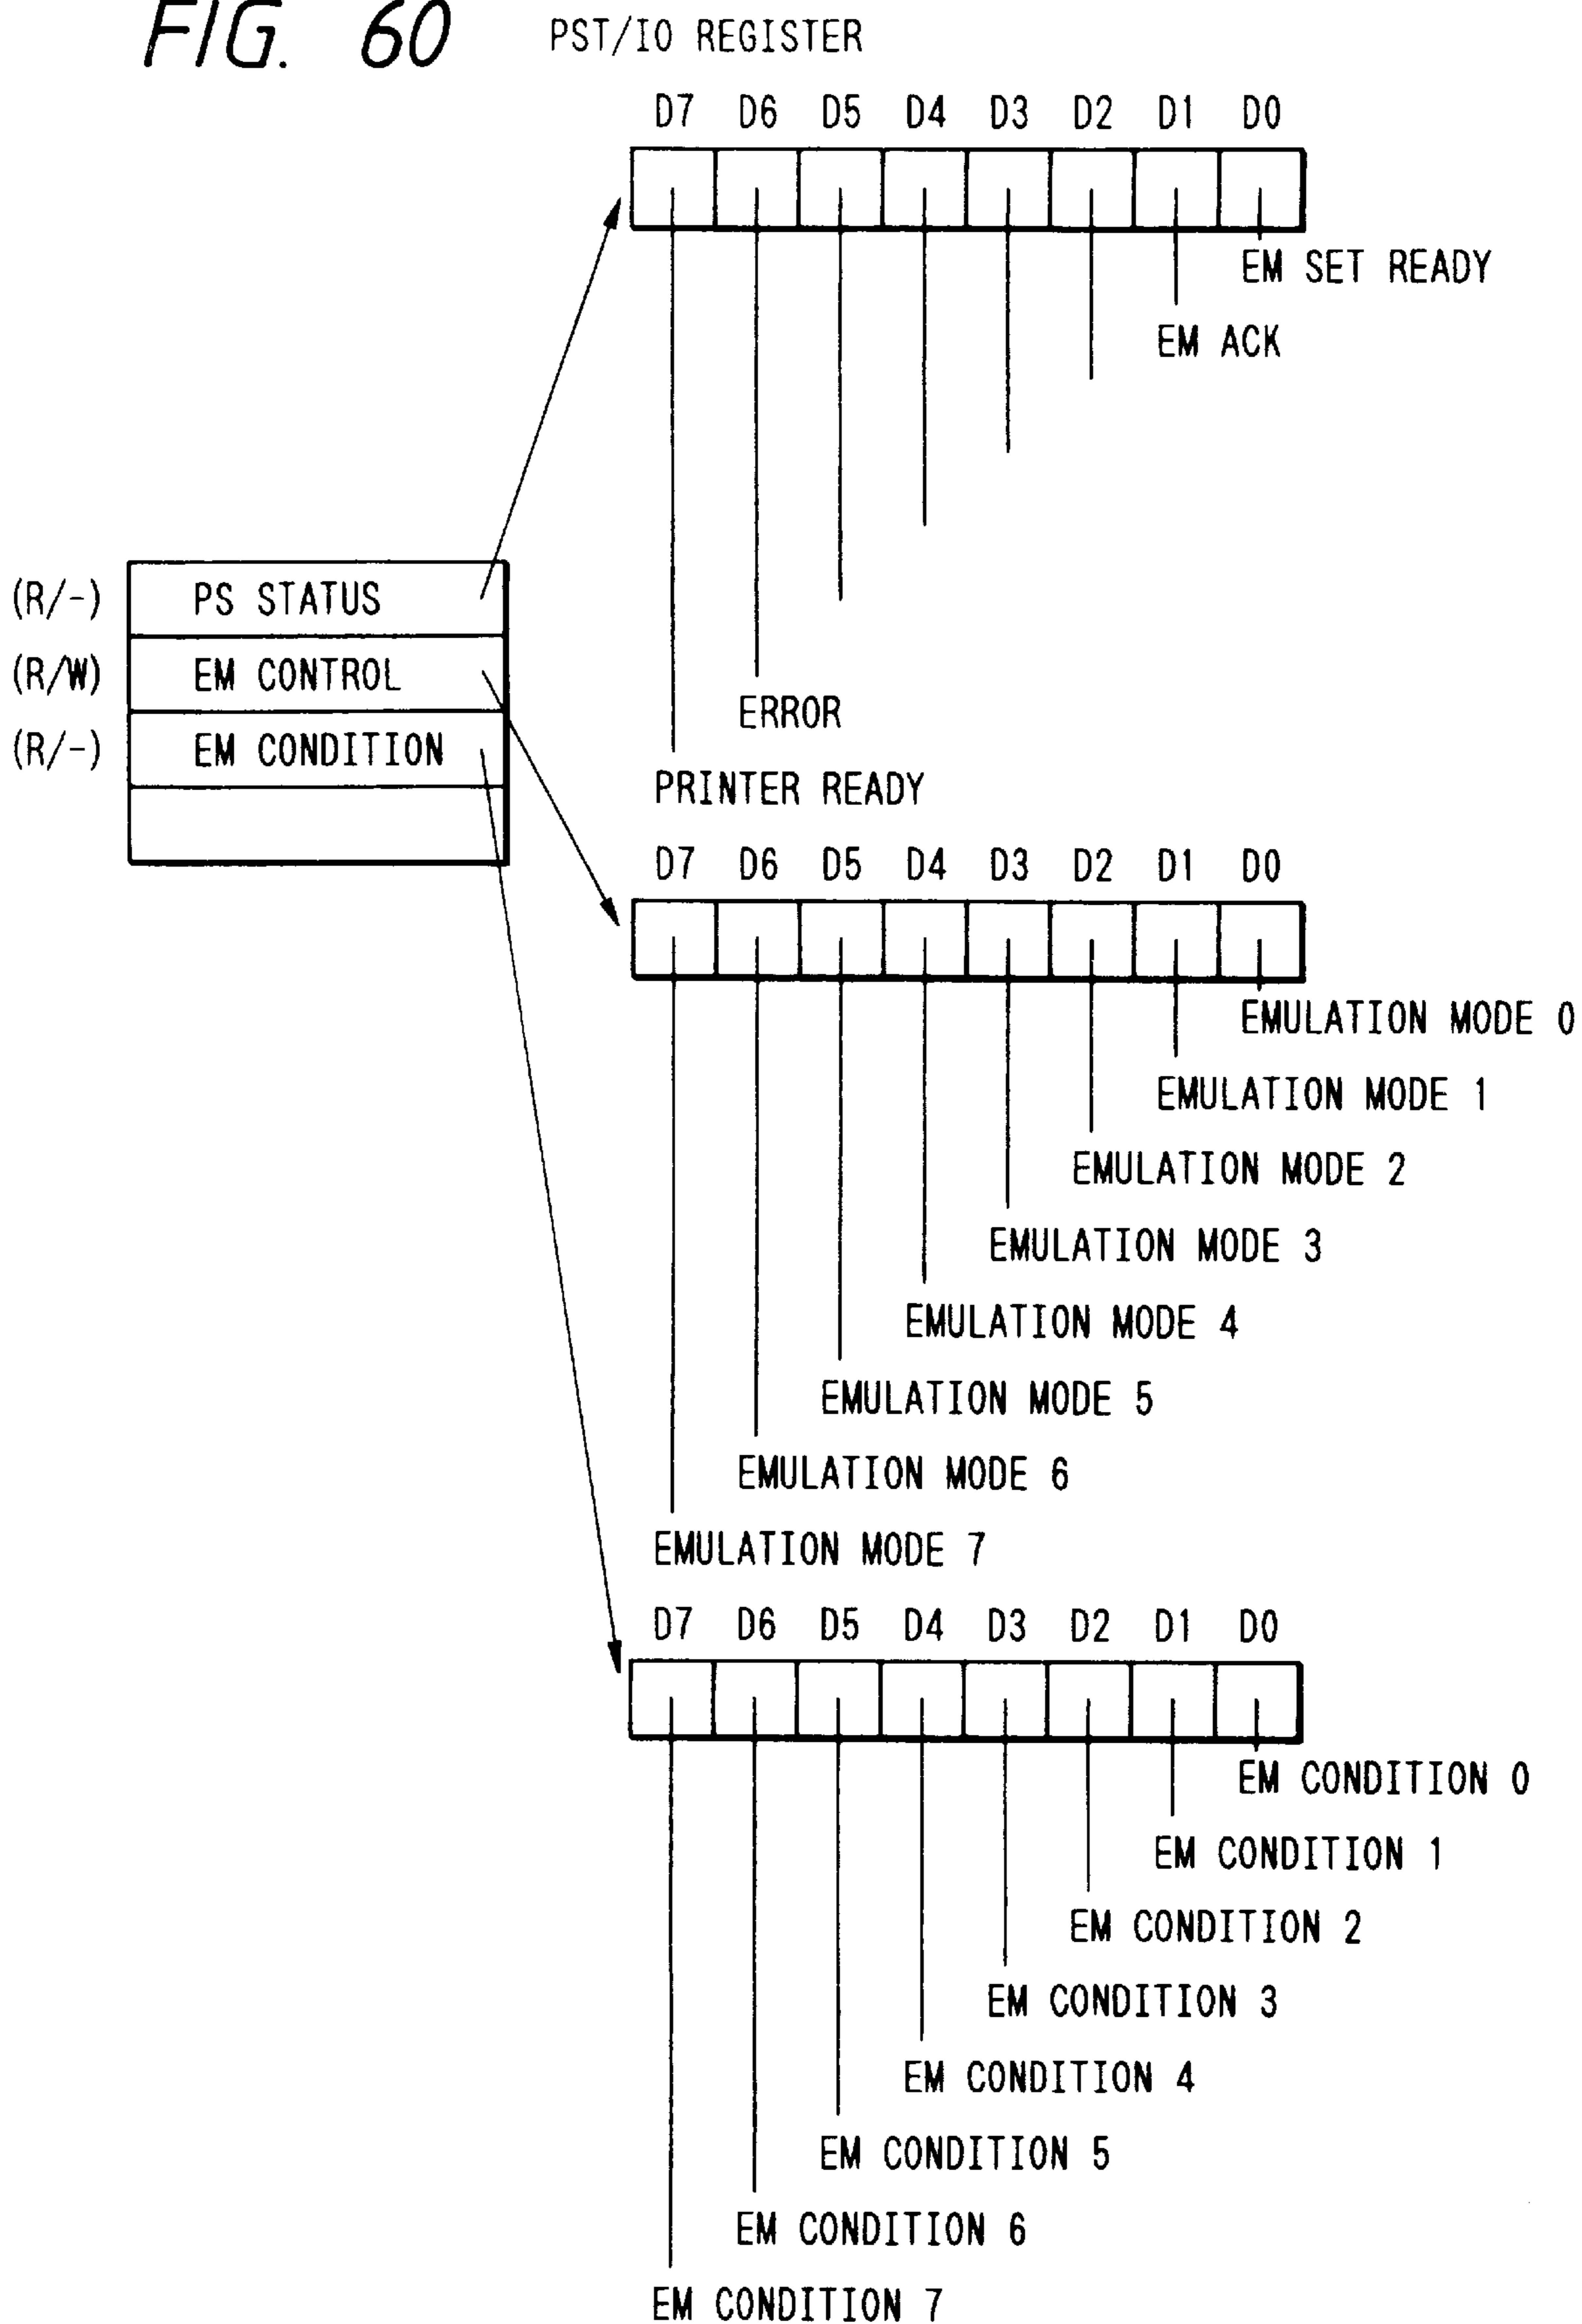 FIG. 60 PST/IO REGISTER
D7 D6 D5 D4 D3 D2 D1 D0
EM SET READY
EM ACK
(R/-) PS STATUS
(R/W) EM CONTROL
(R/-) EM CONDITION
ERROR
PRINTER READY
D7 D6 D5 D4 D3 D2 D1 D0
EMULATION MODE 0
EMULATION MODE 1
EMULATION MODE 2
EMULATION MODE 3
EMULATION MODE 4
EMULATION MODE 5
EMULATION MODE 6
EMULATION MODE 7
D7 D6 D5 D4 D3 D2 D1 D0
EM CONDITION 0
EM CONDITION 1
EM CONDITION 2
EM CONDITION 3
EM CONDITION 4
EM CONDITION 5
EM CONDITION 6
EM CONDITION 7